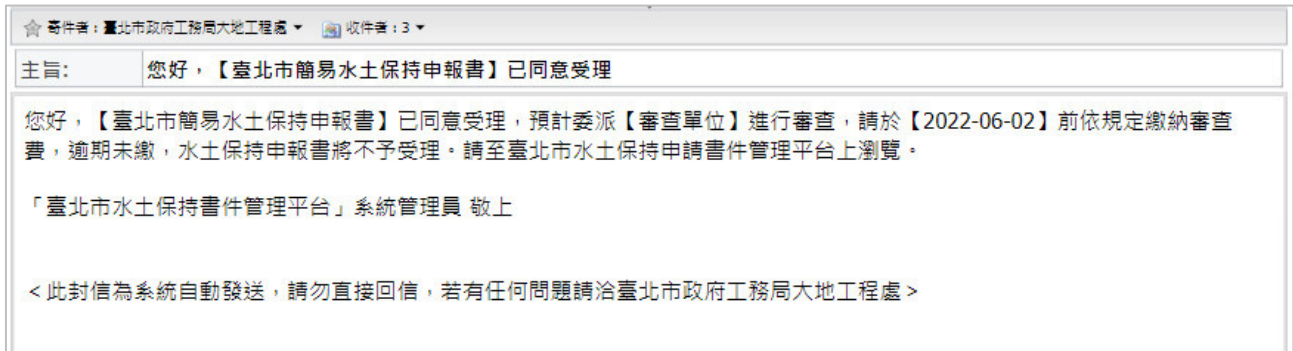 寄件者：臺北市政府工務局大地工程處 收件者：3
主旨: 您好，【臺北市簡易水土保持申報書】已同意受理
您好，【臺北市簡易水土保持申報書】已同意受理，預計委派【審查單位】進行審查，請於【2022-06-02】前依規定繳納審查
費，逾期未繳，水土保持申報書將不予受理。請至臺北市水土保持申請書件管理平台上瀏覽。
「臺北市水土保持書件管理平台」系統管理員 敬上
＜此封信為系統自動發送，請勿直接回信，若有任何問題請洽臺北市政府工務局大地工程處＞